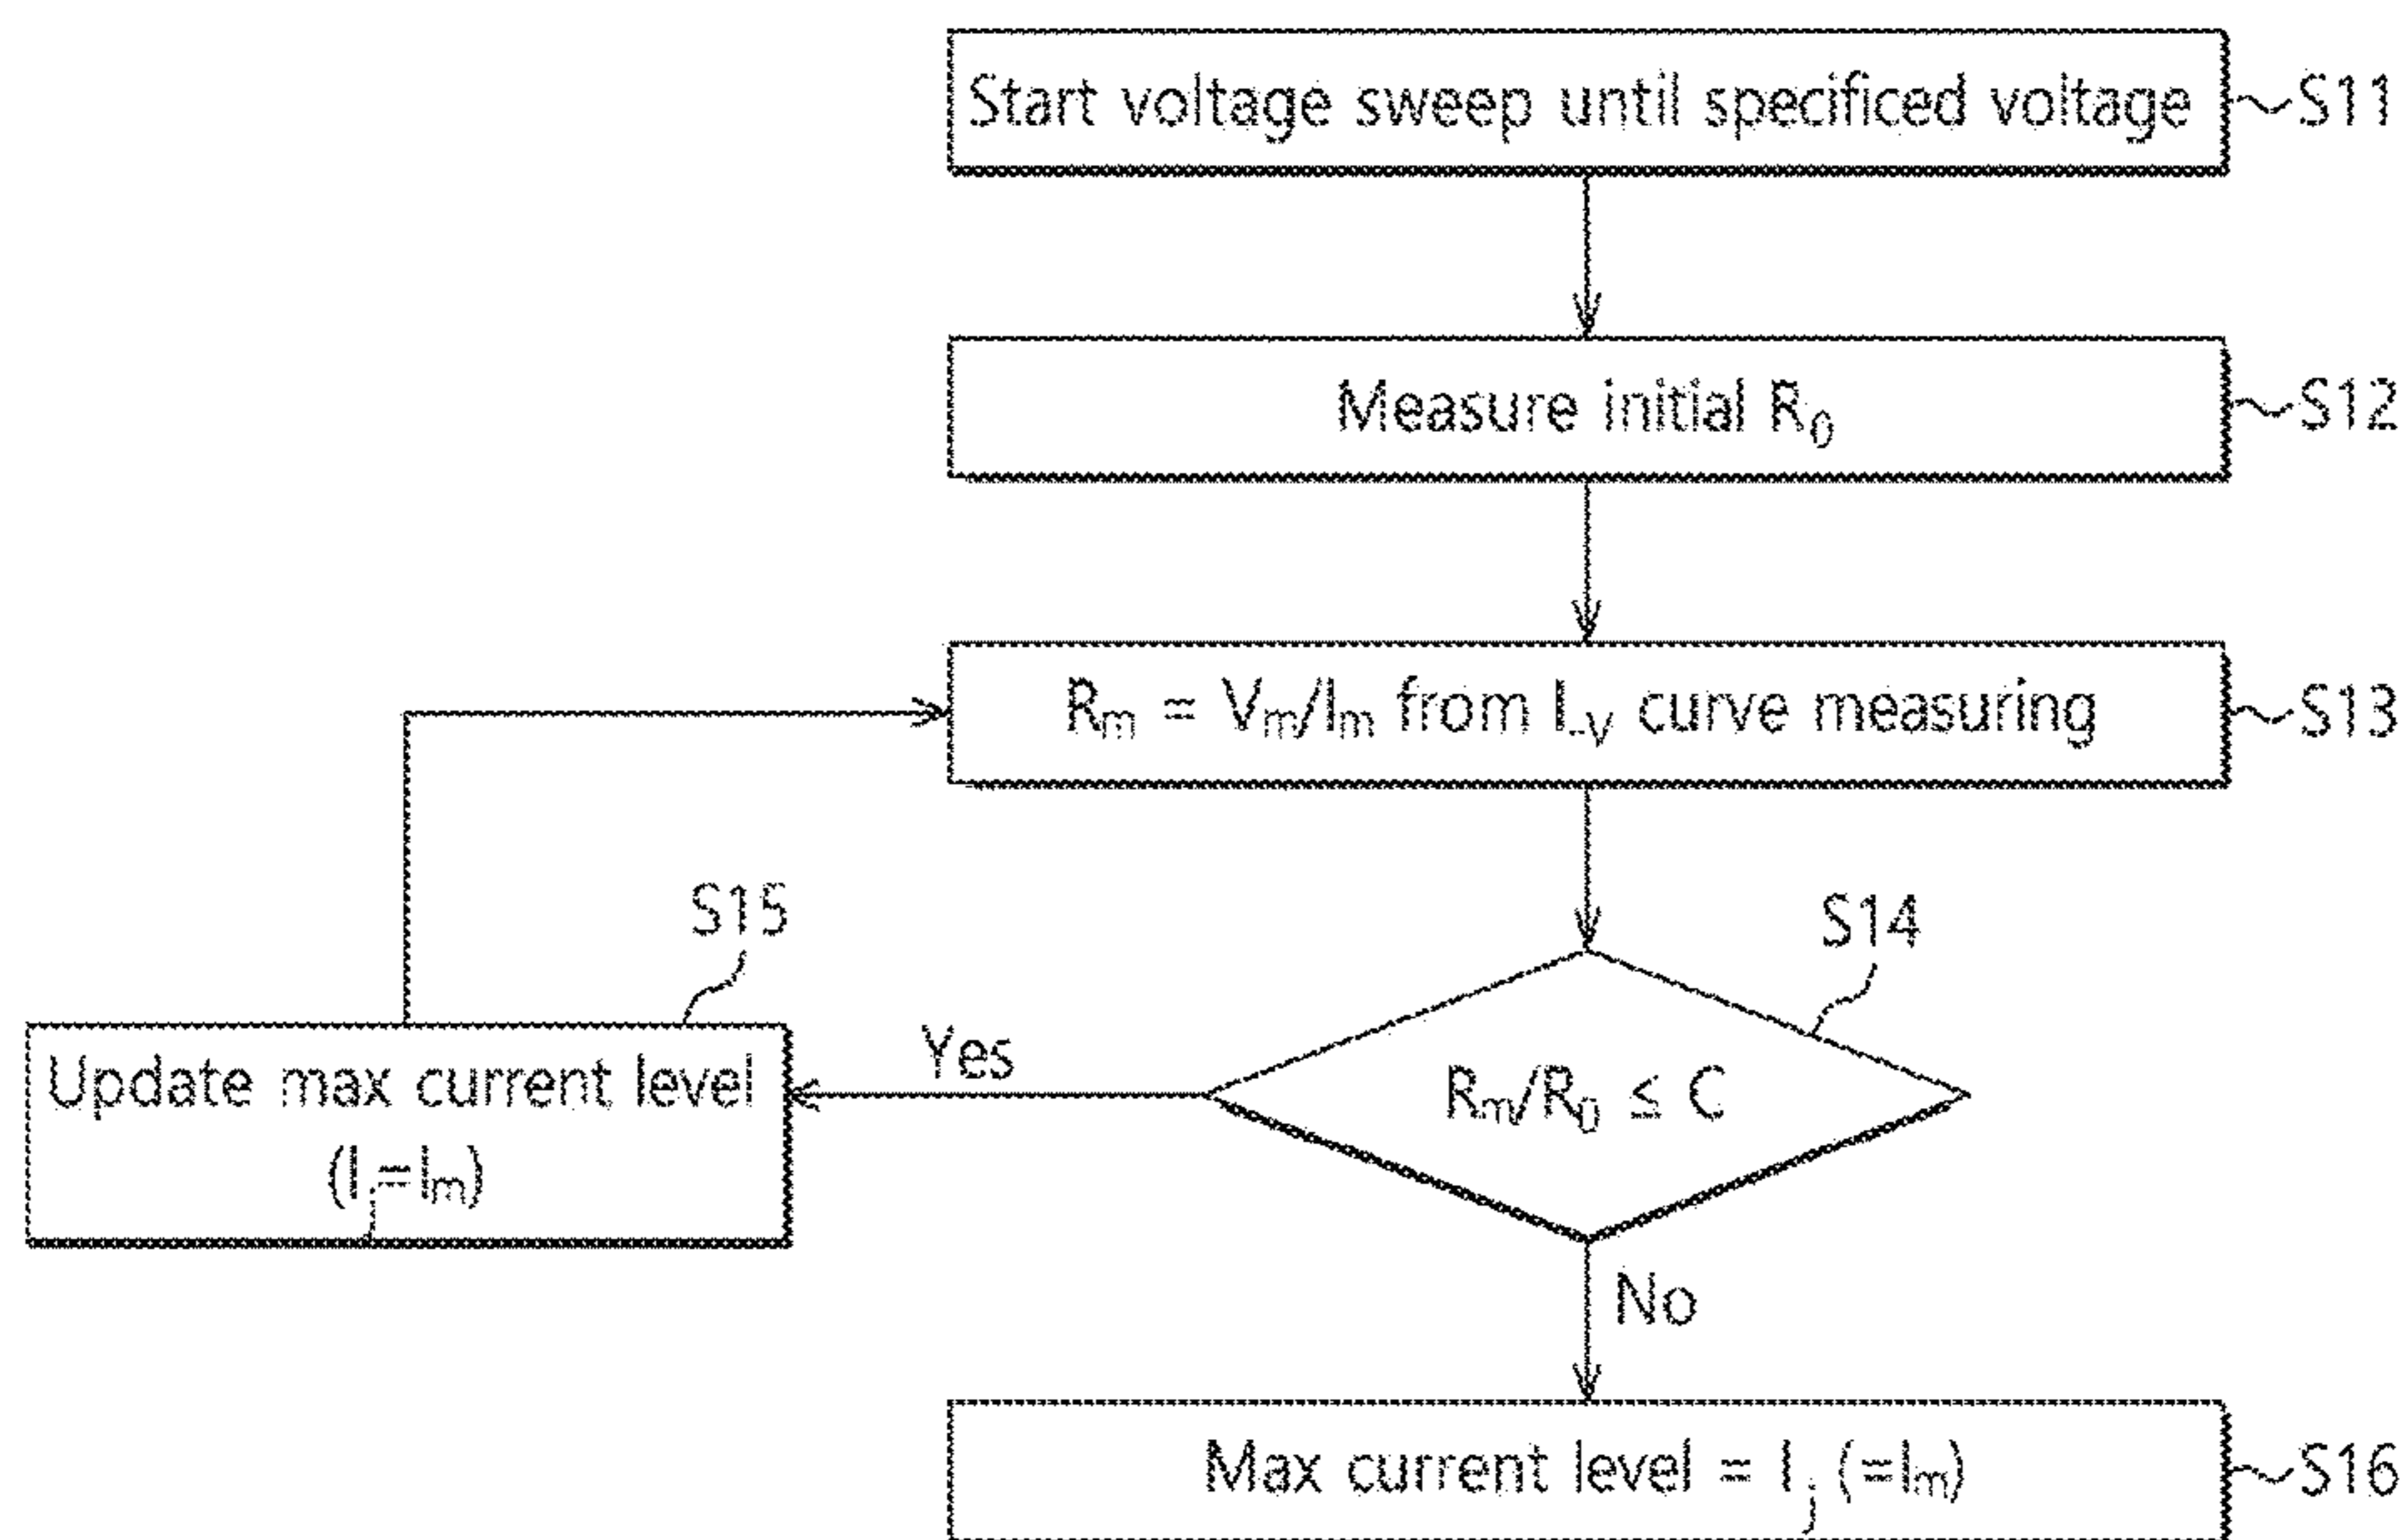 Start voltage sweep until specificed voltage
S11
Measure initial R₀
S12
Rₘ = Vₘ/Iₘ from I-V curve measuring
S13
S15
S14
Update max current level
(Iⱼ=Iₘ)
Yes
Rₘ/R₀ ≤ C
No
Max current level = Iⱼ (=Iₘ)
S16